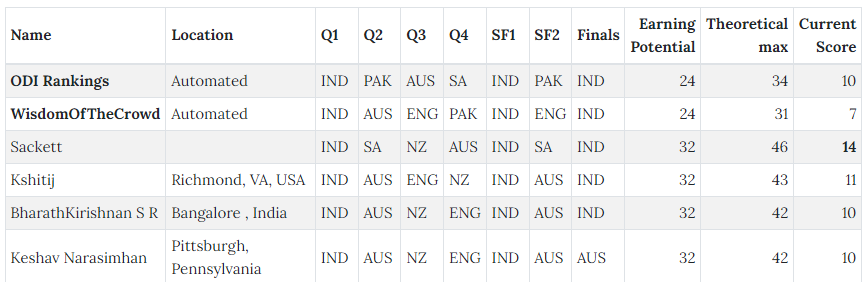 Name Location Q1 Q2 Q3 Q4 SF1 SF2 Finals Earning Potential Theoretical max Current Score
ODI Rankings Automated IND PAK AUS SA IND PAK IND 24 34 10
WisdomOfTheCrowd Automated IND AUS ENG PAK IND ENG IND 24 31 7
Sackett IND SA NZ AUS IND SA IND 32 46 14
Kshitij Richmond, VA, USA IND AUS ENG NZ IND AUS IND 32 43 11
BharathKirishnan S R Bangalore , India IND AUS NZ ENG IND AUS IND 32 42 10
Keshav Narasimhan Pittsburgh, Pennsylvania IND AUS NZ ENG IND AUS AUS 32 42 10